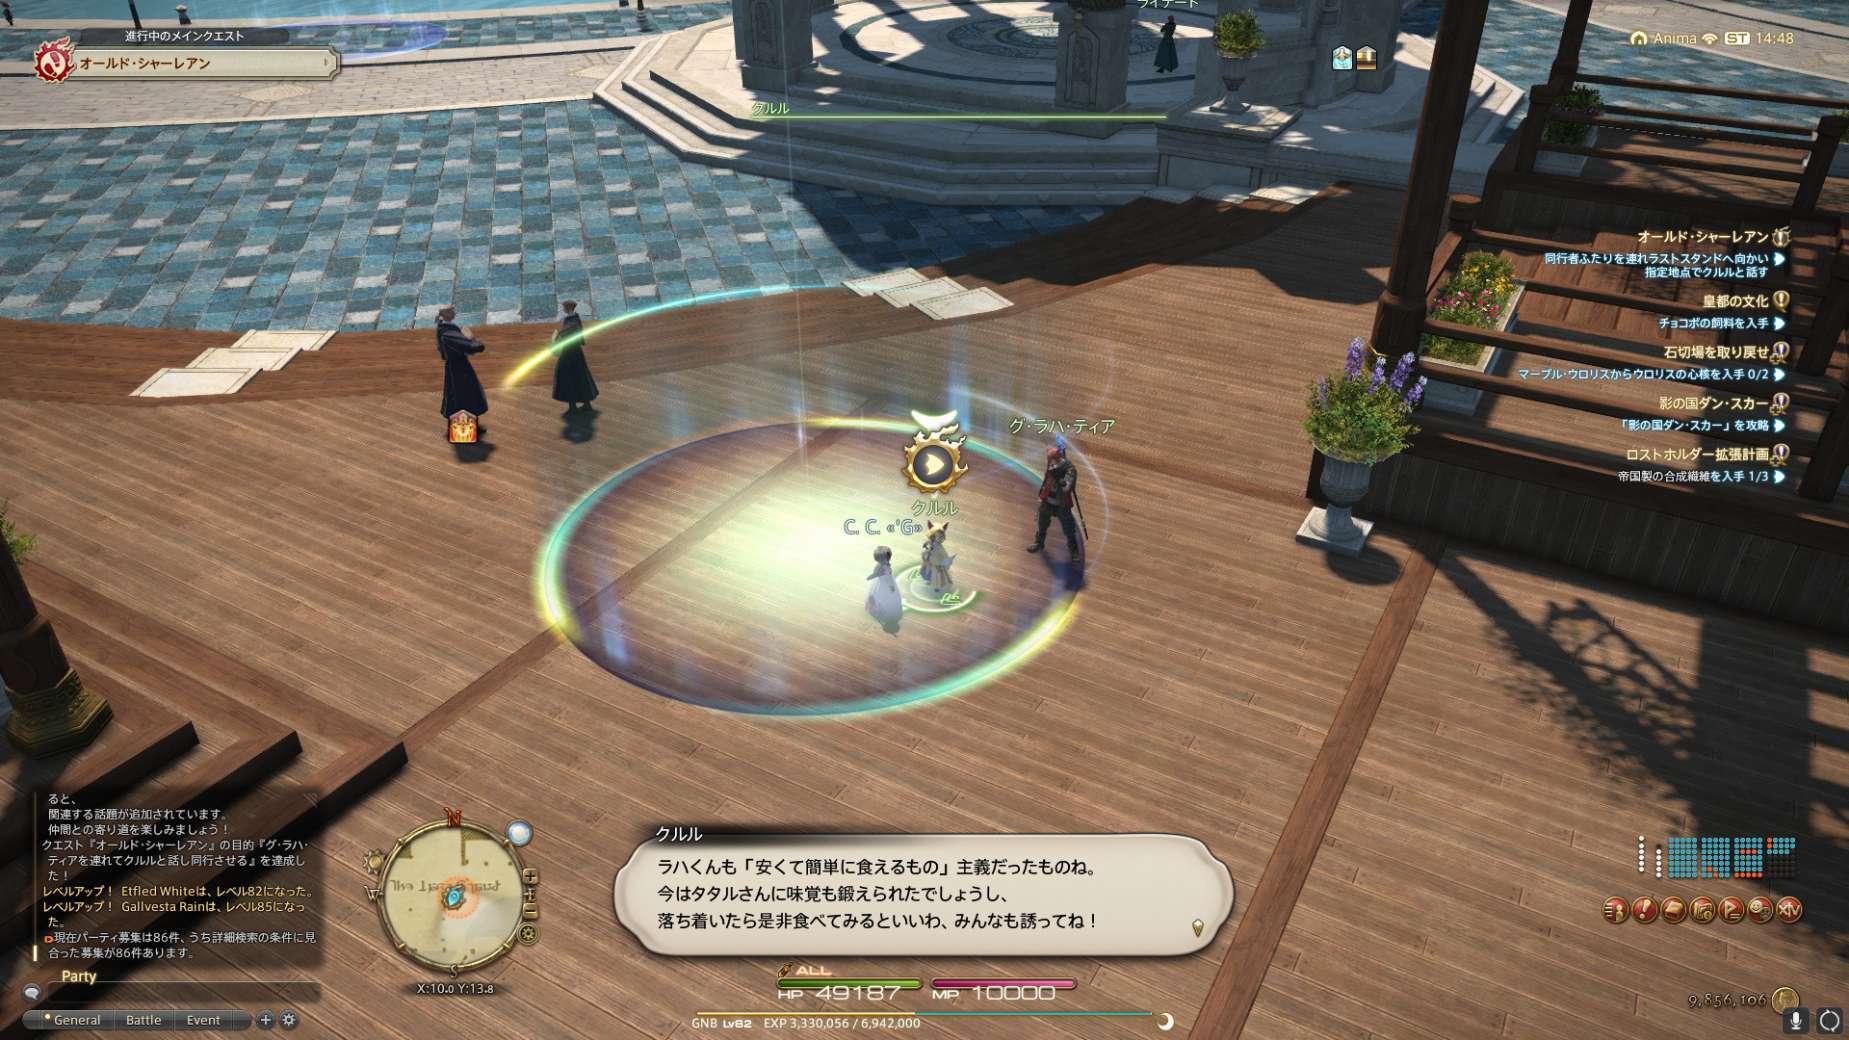 ライナード
進行中のメインクエスト
オールド・シャーレアン
Anima ST 14:48
クルル
オールド・シャーレアン
同行者ふたりを連れラストスタンドへ向かい
指定地点でクルルと話す
皇都の文化
チョコボの飼料を入手
石切場を取り戻せ
マーブル・ウロリスからウロリスの心核を入手 0/2
影の国ダン・スカー
「影の国ダン・スカー」を攻略
ロストホルダー拡張計画
帝国製の合成繊維を入手 1/3
グ・ラハ・ティア
クルル
C. C. «'G»
ると、
関連する話題が追加されています。
仲間との寄り道を楽しみましょう！
クエスト『オールド・シャーレアン』の目的『グ・ラハ・
ティアを連れてクルルと話し同行させる』を達成し
た！
レベルアップ！ Etfled Whiteは、レベル82になった。
レベルアップ！ Gallvesta Rainは、レベル85になっ
た。
現在パーティ募集は86件、うち詳細検索の条件に見
合った募集が86件あります。
Party
General Battle Event
N
The Last Stand
S
X:10.0 Y:13.8
クルル
ラハくんも「安くて簡単に食えるもの」主義だったものね。
今はタタルさんに味覚も鍛えられたでしょうし、
落ち着いたら是非食べてみるといいわ、みんなも誘ってね！
ALL
HP 49187 MP 10000
GNB Lv82 EXP 3,330,056 / 6,942,000
XIV
9,856,106